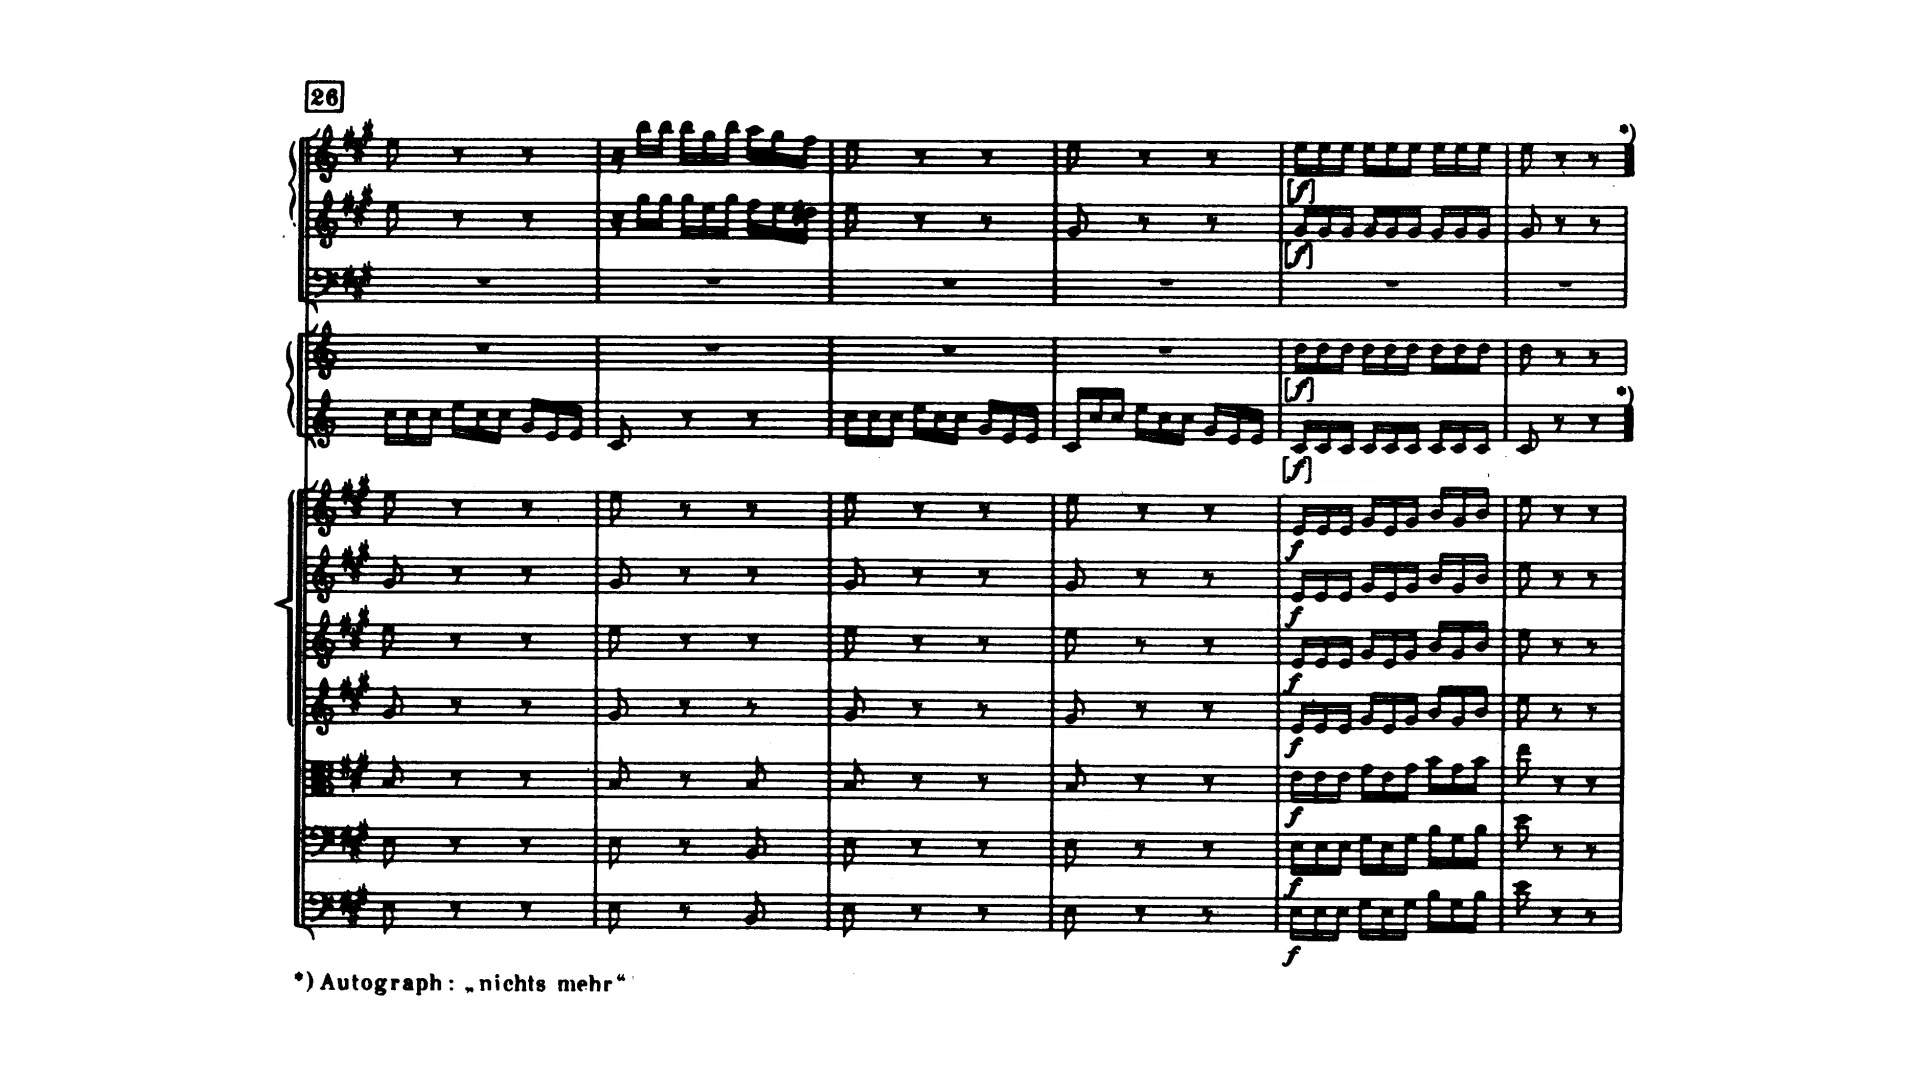 26
*)
[f]
[f]
[f]
*)
[f]
f
f
f
f
f
f
f
*) Autograph: „nichts mehr“